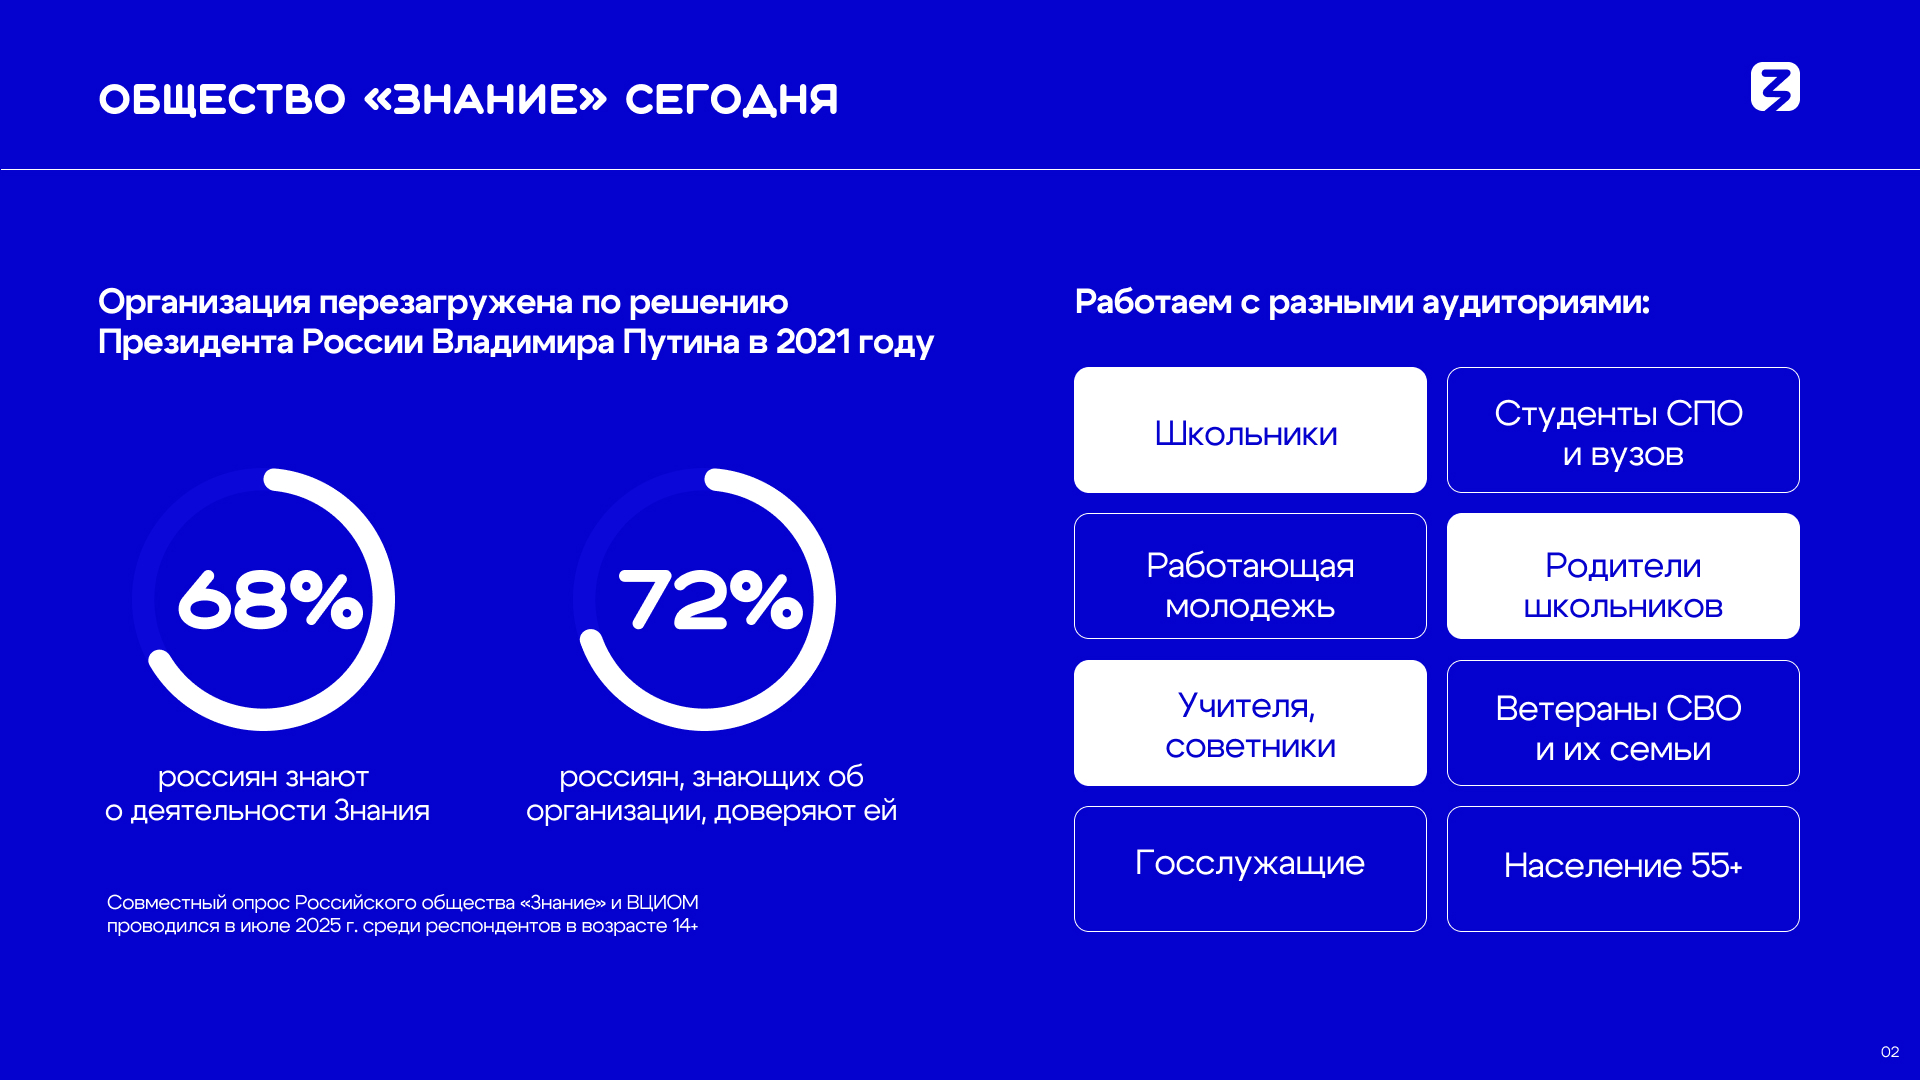 ОБЩЕСТВО «ЗНАНИЕ» СЕГОДНЯ
Организация перезагружена по решению
Президента России Владимира Путина в 2021 году
68%
россиян знают
о деятельности Знания
72%
россиян, знающих об
организации, доверяют ей
Совместный опрос Российского общества «Знание» и ВЦИОМ
проводился в июле 2025 г. среди респондентов в возрасте 14+
Работаем с разными аудиториями:
Школьники
Студенты СПО
и вузов
Работающая
молодежь
Родители
школьников
Учителя,
советники
Ветераны СВО
и их семьи
Госслужащие
Население 55+
02